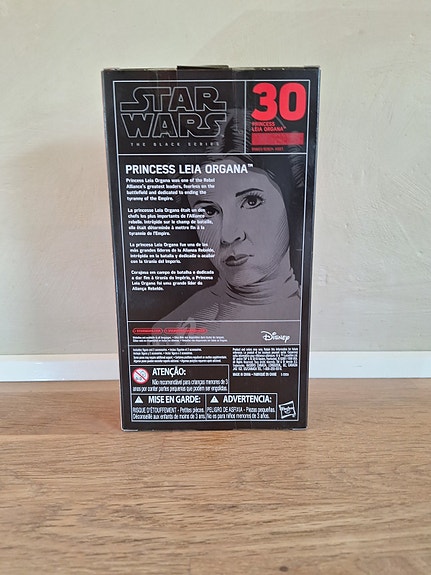 STAR
WARS
THE BLACK SERIES
30
PRINCESS
LEIA ORGANA™
PRINCESS LEIA ORGANA™
Princess Leia Organa was one of the Rebel
Alliance's greatest leaders, fearless on the
battlefield and dedicated to ending the
tyranny of the Empire.
La princesse Leia Organa était un des
chefs les plus importants de l'Alliance
rebelle. Intrépide sur le champ de bataille,
elle était déterminée à mettre fin à la
tyrannie de l'Empire.
La princesa Leia Organa fue una de las
más grandes líderes de la Alianza Rebelde,
intrépida en la batalla y dedicada a acabar
con la tiranía del Imperio.
Corajosa em campo de batalha e dedicada
a dar fim à tirania do Império, a Princesa
Leia Organa foi uma grande líder da
Aliança Rebelde.
Disney
ATENÇÃO:
Não recomendável para crianças menores de 3
anos por conter partes pequenas que podem ser engolidas.
MISE EN GARDE:
RISQUE D'ÉTOUFFEMENT - Petites pièces.
Déconseillé aux enfants de moins de 3 ans.
ADVERTENCIA:
PELIGRO DE ASFIXIA - Piezas pequeñas.
No es para niños menores de 3 años.
MADE IN CHINA
FABRIQUÉ EN CHINE
Hasbro